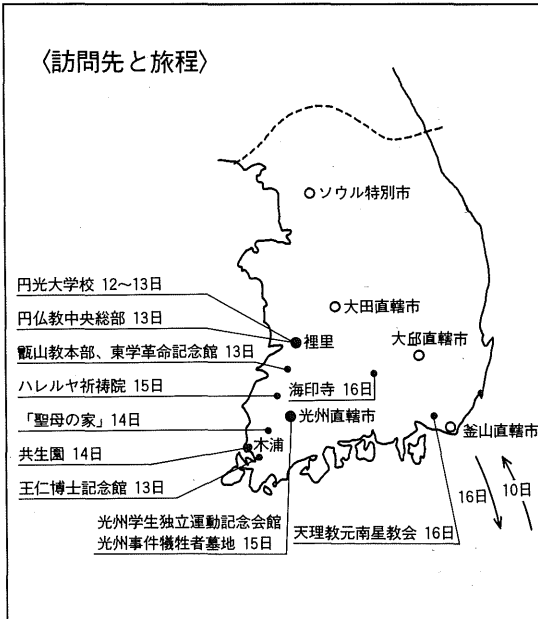 〈訪問先と旅程〉
ソウル特別市
円光大学校 12〜13日
大田直轄市
円仏教中央総部 13日
裡里
大邱直轄市
甑山教本部、東学革命記念館 13日
ハレルヤ祈祷院 15日
海印寺 16日
「聖母の家」14日
光州直轄市
釜山直轄市
木浦
共生園 14日
王仁博士記念館 13日
16日
10日
光州学生独立運動記念会館
光州事件犠牲者墓地 15日
天理教元南星教会 16日